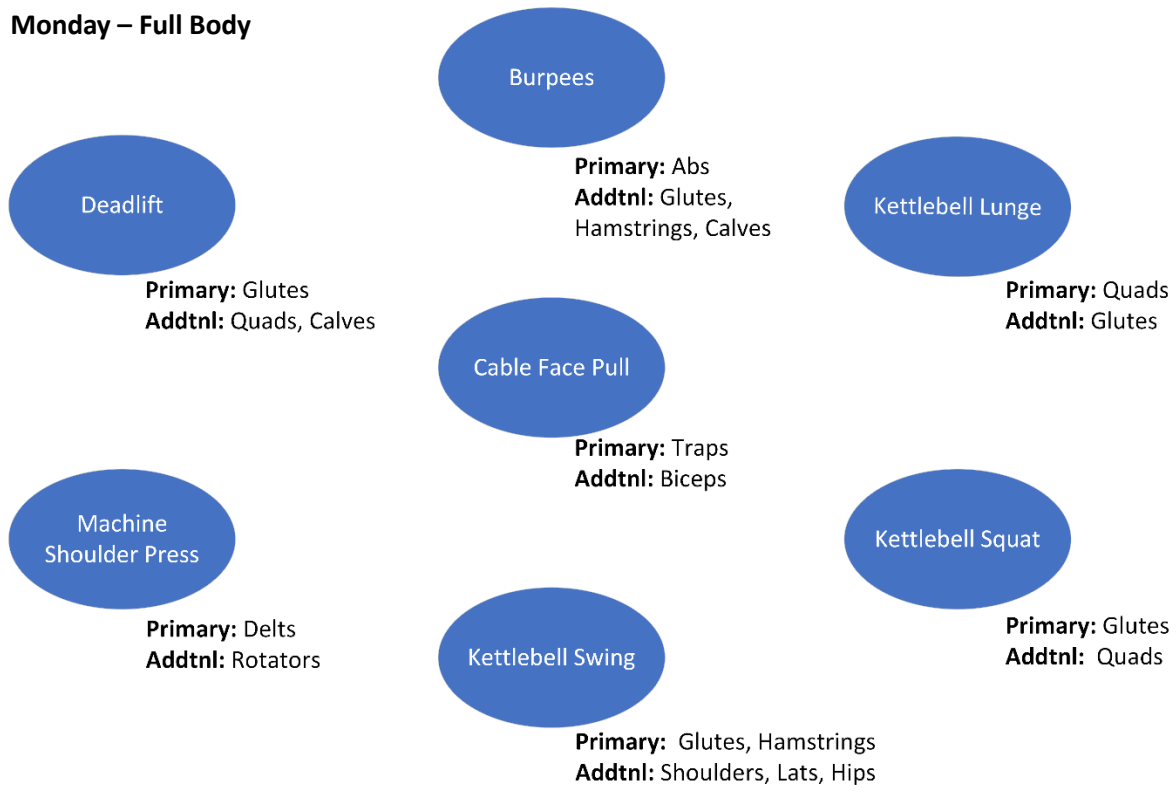 Monday – Full Body
Burpees
Primary: Abs
Addtnl: Glutes,
Hamstrings, Calves
Deadlift
Primary: Glutes
Addtnl: Quads, Calves
Kettlebell Lunge
Primary: Quads
Addtnl: Glutes
Cable Face Pull
Primary: Traps
Addtnl: Biceps
Machine
Shoulder Press
Primary: Delts
Addtnl: Rotators
Kettlebell Squat
Primary: Glutes
Addtnl: Quads
Kettlebell Swing
Primary: Glutes, Hamstrings
Addtnl: Shoulders, Lats, Hips